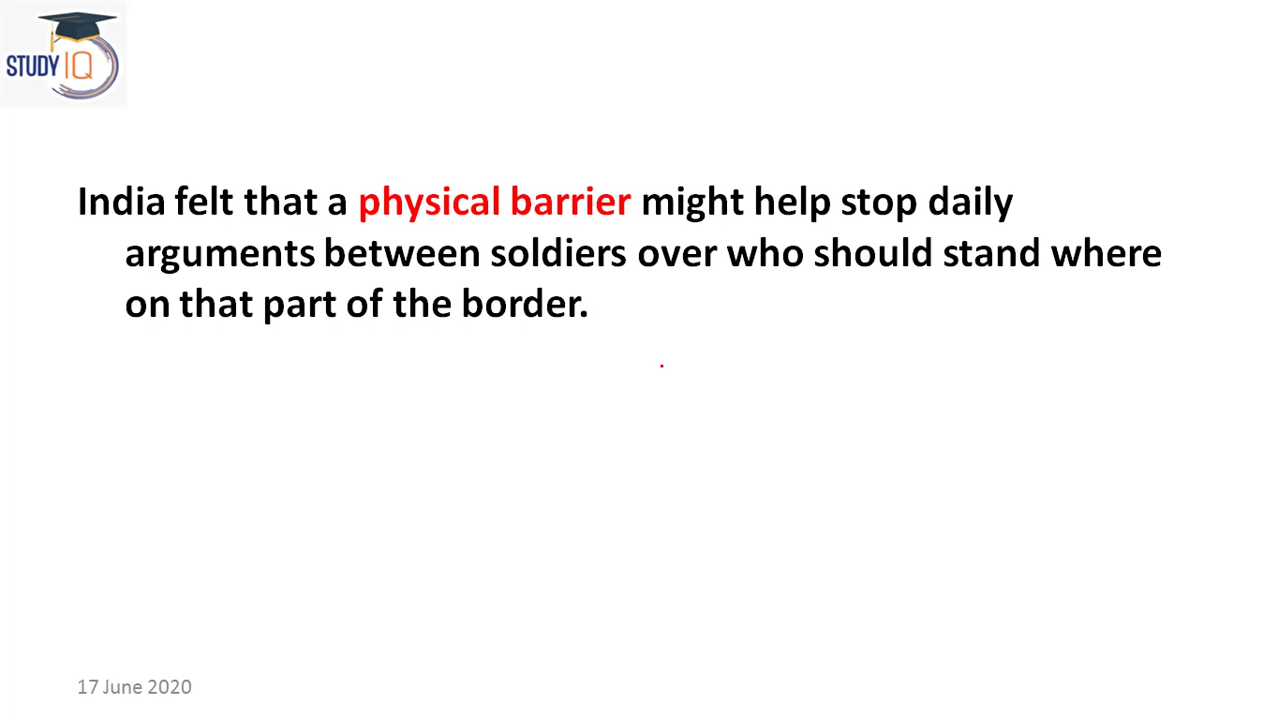 STUDY IQ
India felt that a physical barrier might help stop daily
arguments between soldiers over who should stand where
on that part of the border.
17 June 2020